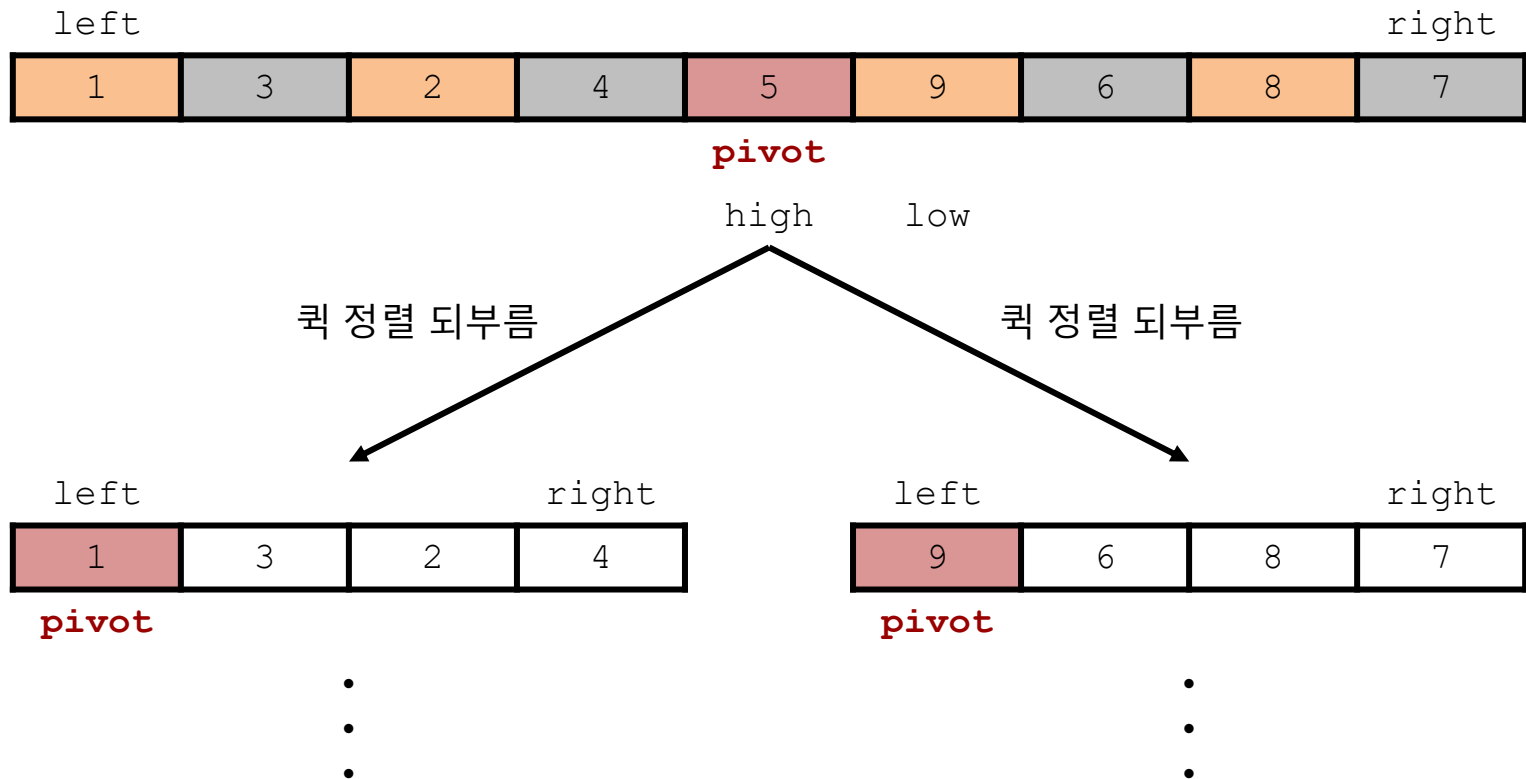 left right
1 3 2 4 5 9 6 8 7
pivot
high low
퀵 정렬 되부름 퀵 정렬 되부름
left right left right
1 3 2 4 9 6 8 7
pivot pivot